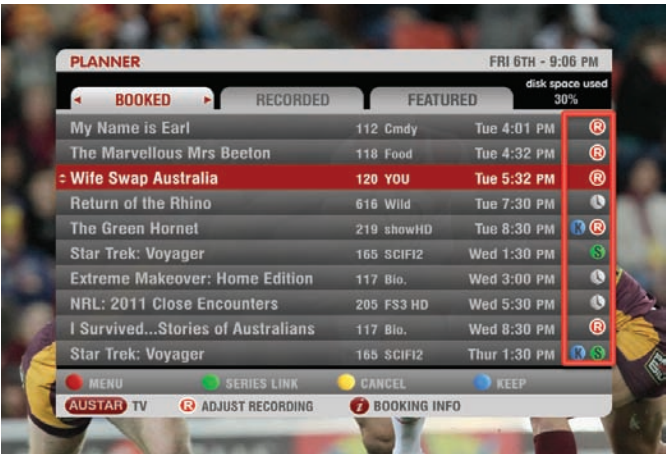 PLANNER FRI 6TH - 9:06 PM
disk space used
BOOKED RECORDED FEATURED 30%
My Name is Earl 112 Cmdy Tue 4:01 PM R
The Marvellous Mrs Beeton 118 Food Tue 4:32 PM R
Wife Swap Australia 120 YOU Tue 5:32 PM R
Return of the Rhino 616 Wild Tue 7:30 PM
The Green Hornet 219 showHD Tue 8:30 PM K R
Star Trek: Voyager 165 SCIFI2 Wed 1:30 PM S
Extreme Makeover: Home Edition 117 Bio. Wed 3:00 PM
NRL: 2011 Close Encounters 205 FS3 HD Wed 5:30 PM
I Survived...Stories of Australians 117 Bio. Wed 8:30 PM R
Star Trek: Voyager 165 SCIFI2 Thur 1:30 PM K S
MENU SERIES LINK CANCEL KEEP
AUSTAR TV R ADJUST RECORDING i BOOKING INFO